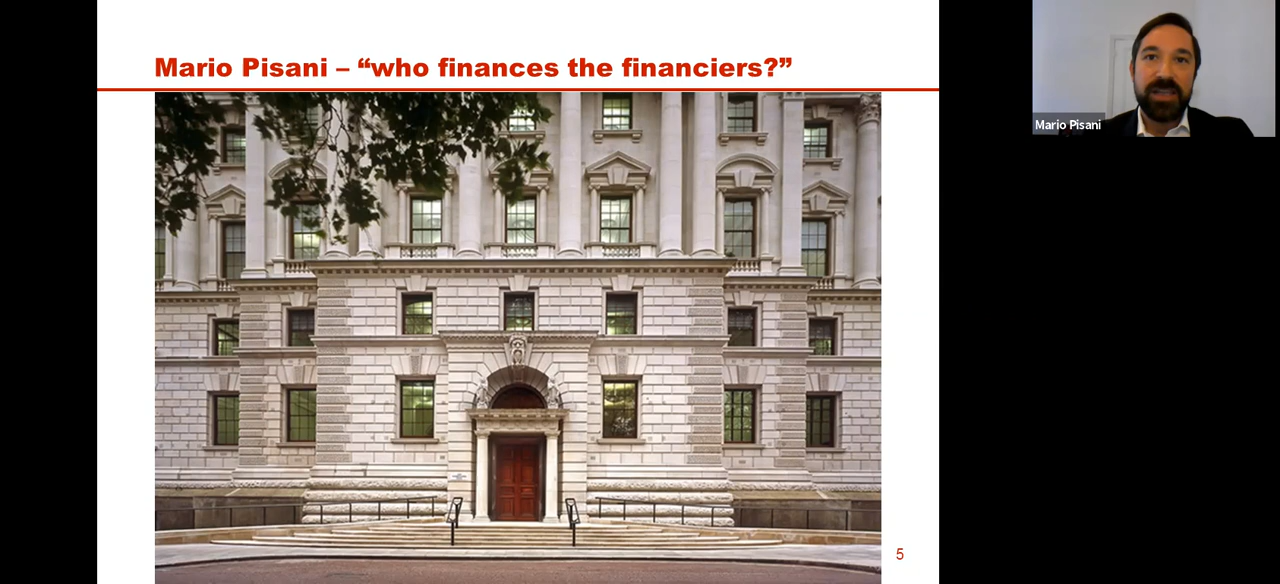 Mario Pisani – “who finances the financiers?”
Mario Pisani
5